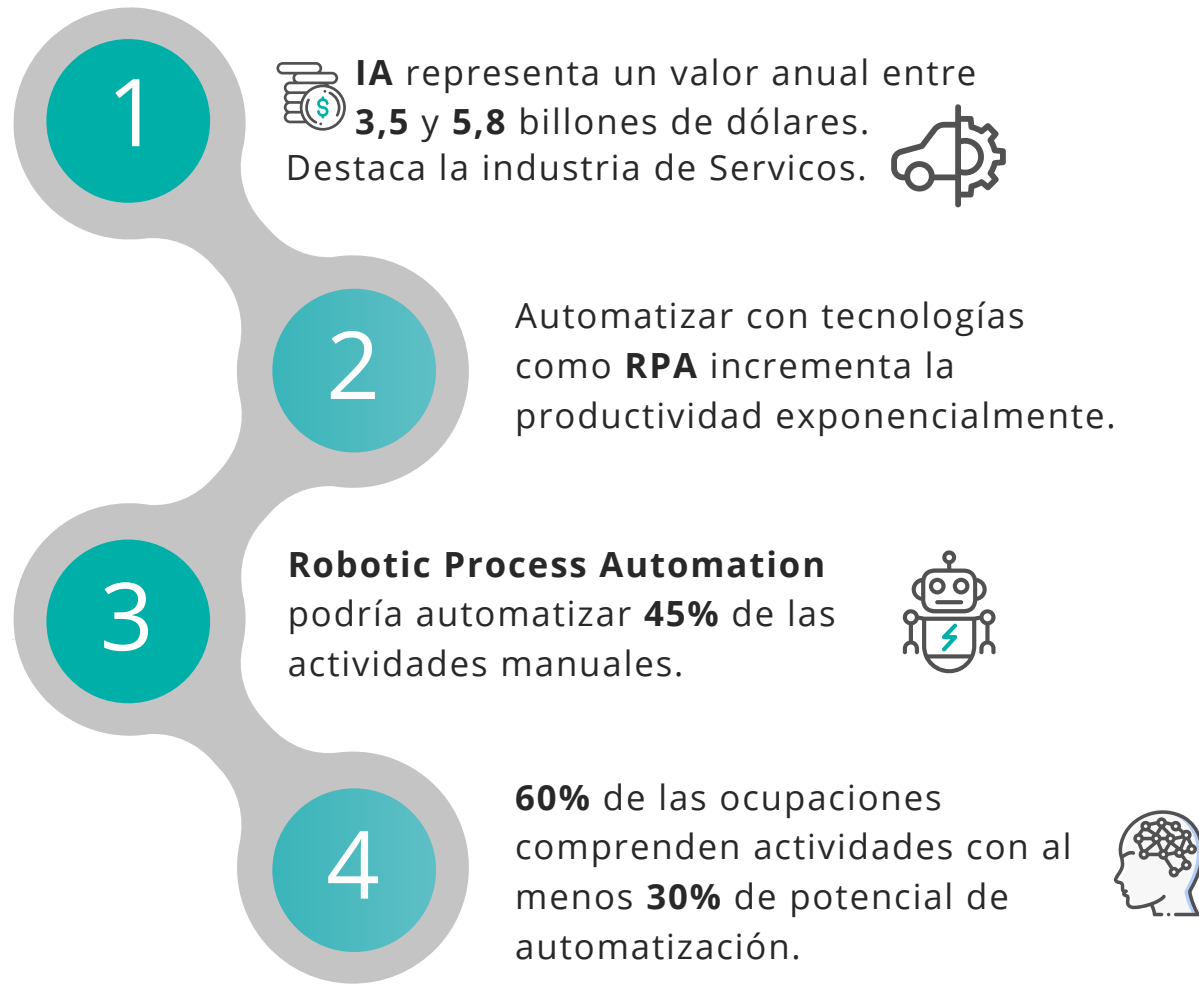 1
IA representa un valor anual entre
3,5 y 5,8 billones de dólares.
Destaca la industria de Servicos.
$
2
Automatizar con tecnologías
como RPA incrementa la
productividad exponencialmente.
3
Robotic Process Automation
podría automatizar 45% de las
actividades manuales.
4
60% de las ocupaciones
comprenden actividades con al
menos 30% de potencial de
automatización.